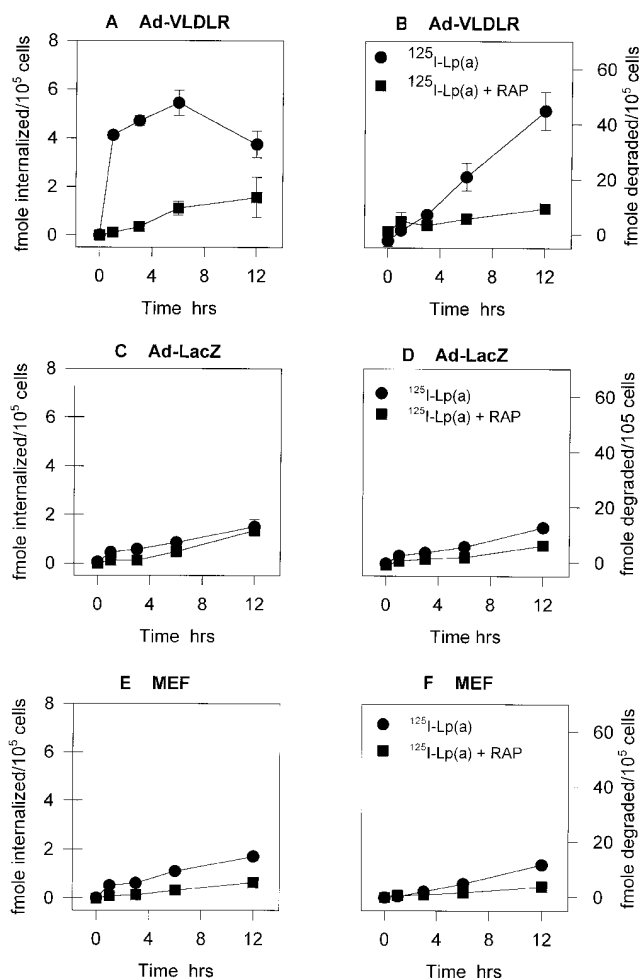 A Ad-VLDLR
fmole internalized/10⁵ cells
8
6
4
2
0
0 4 8 12
Time hrs
B Ad-VLDLR
¹²⁵I-Lp(a)
¹²⁵I-Lp(a) + RAP
60
40
20
0
fmole degraded/10⁵ cells
0 4 8 12
Time hrs
C Ad-LacZ
fmole internalized/10⁵ cells
8
6
4
2
0
0 4 8 12
Time hrs
D Ad-LacZ
¹²⁵I-Lp(a)
¹²⁵I-Lp(a) + RAP
60
40
20
0
fmole degraded/105 cells
0 4 8 12
Time hrs
E MEF
fmole internalized/10⁵ cells
8
6
4
2
0
0 4 8 12
Time hrs
F MEF
¹²⁵I-Lp(a)
¹²⁵I-Lp(a) + RAP
60
40
20
0
fmole degraded/10⁵ cells
0 4 8 12
Time hrs